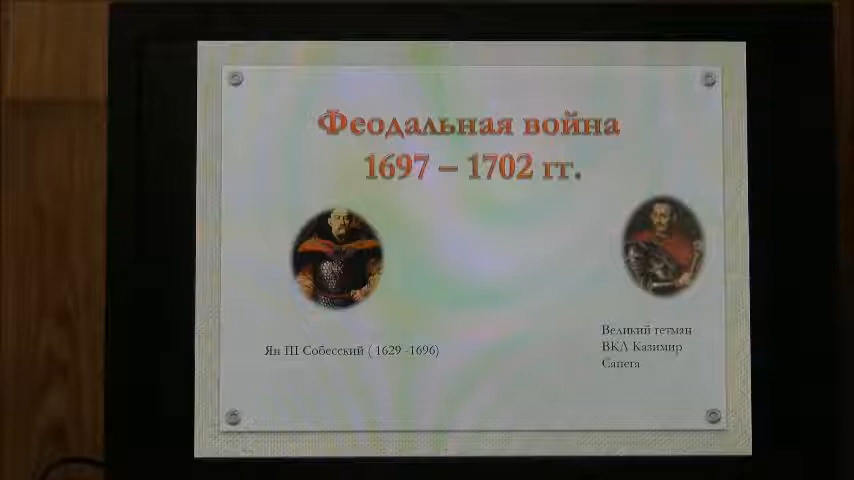 Феодальная война
1697 – 1702 гг.
Ян III Собесский ( 1629 -1696)
Великий гетман
ВКЛ Казимир
Сапега